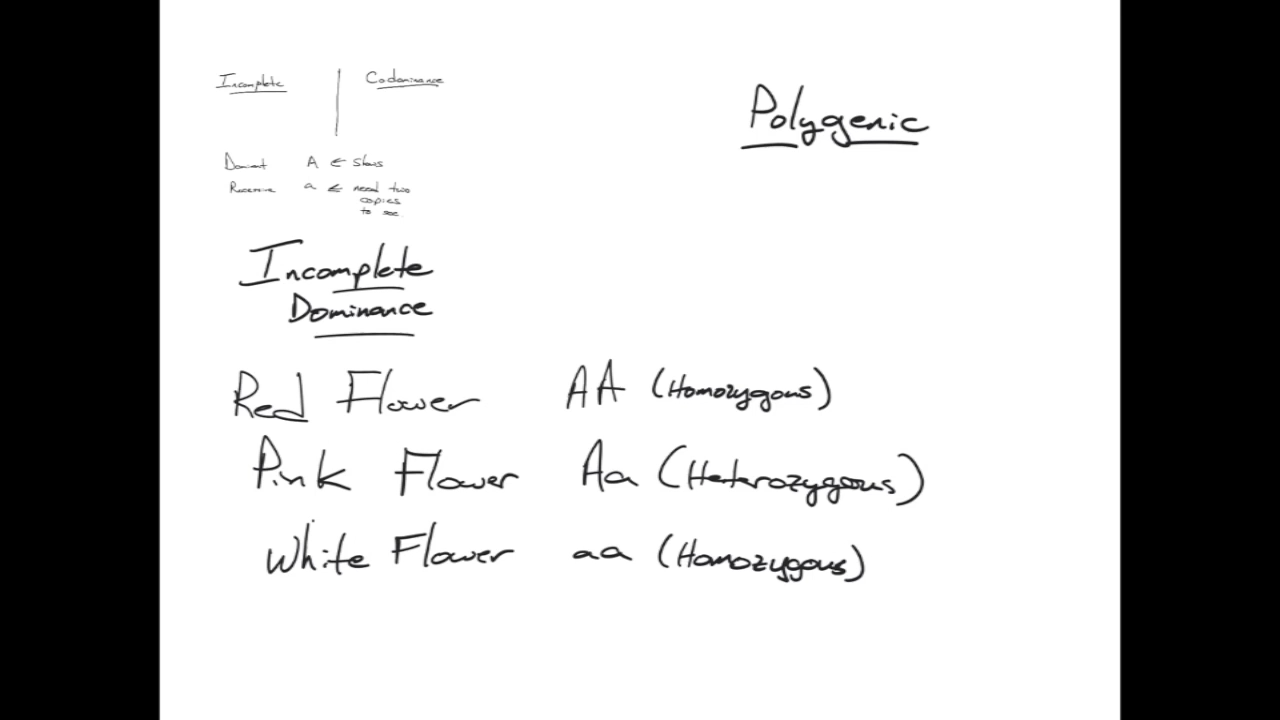 Incomplete
Codominance
Polygenic
Dominant A ← shows
Recessive a ← need two
copies
to see.
Incomplete
Dominance
Red Flower AA (Homozygous)
Pink Flower Aa (Heterozygous)
White Flower aa (Homozygous)